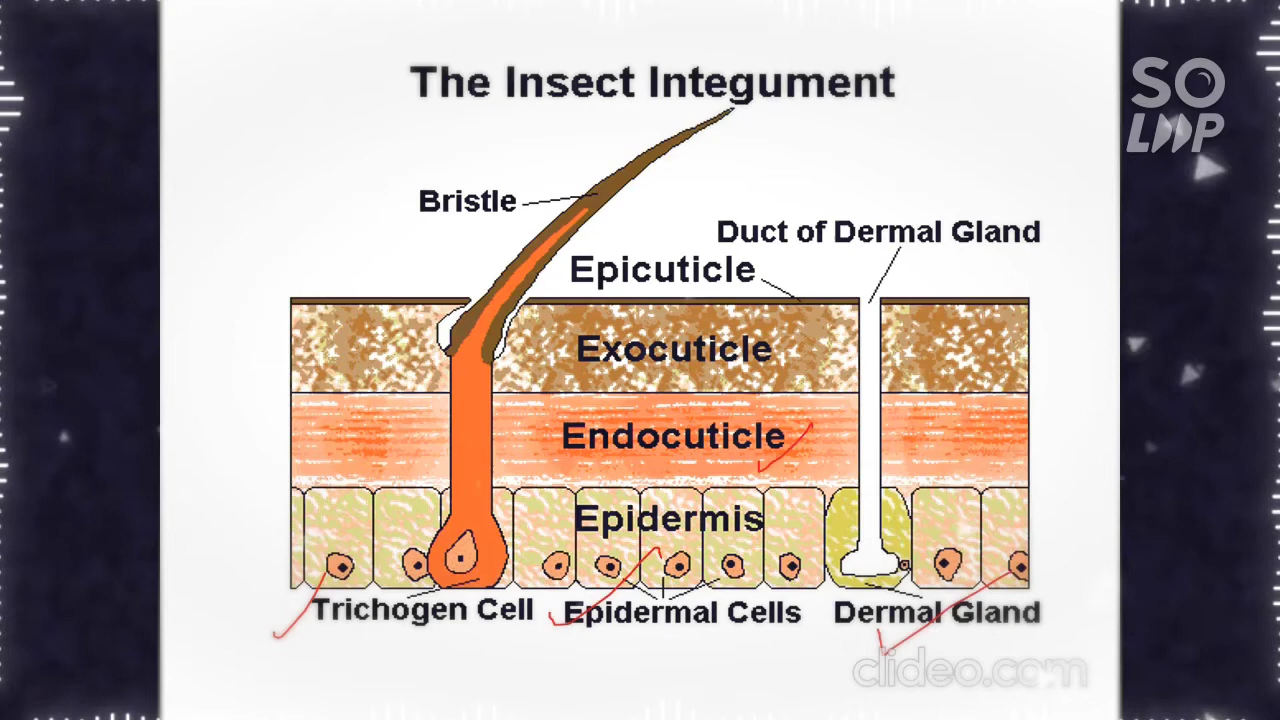 The Insect Integument
SO
LOOP
Bristle
Duct of Dermal Gland
Epicuticle
Exocuticle
Endocuticle
Epidermis
Trichogen Cell
Epidermal Cells
Dermal Gland
clideo.com